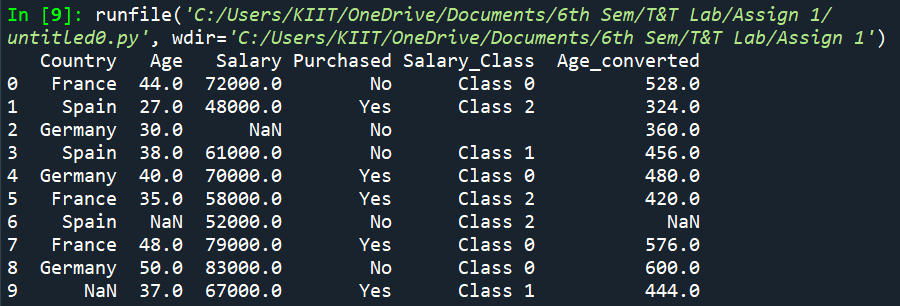 In [9]: runfile('C:/Users/KIIT/OneDrive/Documents/6th Sem/T&T Lab/Assign 1/
untitled0.py', wdir='C:/Users/KIIT/OneDrive/Documents/6th Sem/T&T Lab/Assign 1')
   Country   Age   Salary Purchased Salary_Class  Age_converted
0   France  44.0  72000.0        No      Class 0          528.0
1    Spain  27.0  48000.0       Yes      Class 2          324.0
2  Germany  30.0      NaN        No                       360.0
3    Spain  38.0  61000.0        No      Class 1          456.0
4  Germany  40.0  70000.0       Yes      Class 0          480.0
5   France  35.0  58000.0       Yes      Class 2          420.0
6    Spain   NaN  52000.0        No      Class 2            NaN
7   France  48.0  79000.0       Yes      Class 0          576.0
8  Germany  50.0  83000.0        No      Class 0          600.0
9      NaN  37.0  67000.0       Yes      Class 1          444.0